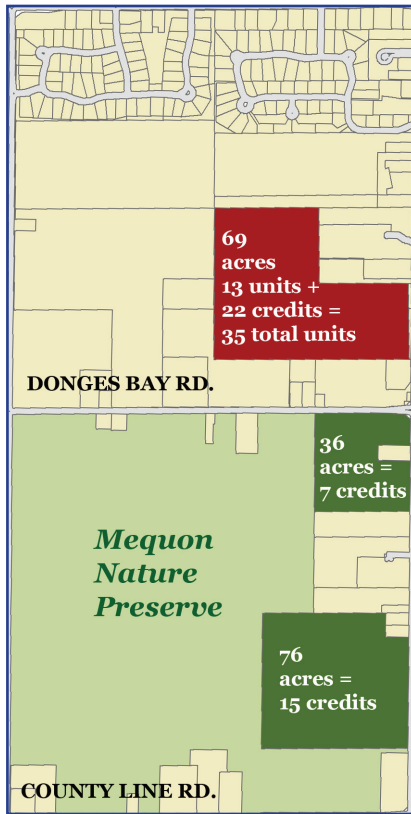 69
acres
13 units +
22 credits =
35 total units
DONGES BAY RD.
36
acres =
7 credits
Mequon
Nature
Preserve
76
acres =
15 credits
COUNTY LINE RD.